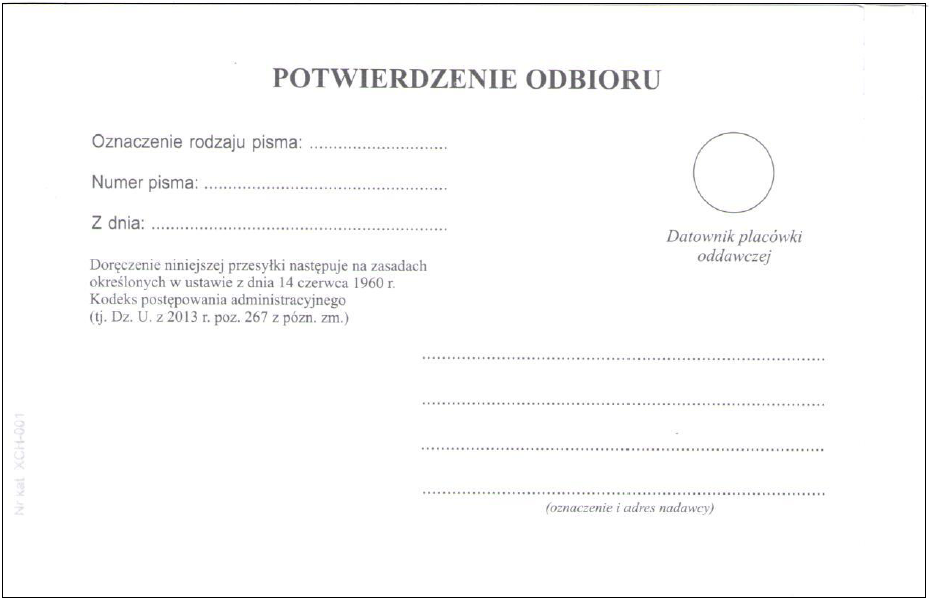 POTWIERDZENIE ODBIORU
Oznaczenie rodzaju pisma: ..............................
Numer pisma: ....................................................
Z dnia: ................................................................
Datownik placówki
oddawczej
Doręczenie niniejszej przesyłki następuje na zasadach
określonych w ustawie z dnia 14 czerwca 1960 r.
Kodeks postępowania administracyjnego
(tj. Dz. U. z 2013 r. poz. 267 z pózn. zm.)
................................................................................
................................................................................
................................................................................
................................................................................
(oznaczenie i adres nadawcy)
Nr kat. XCH-001